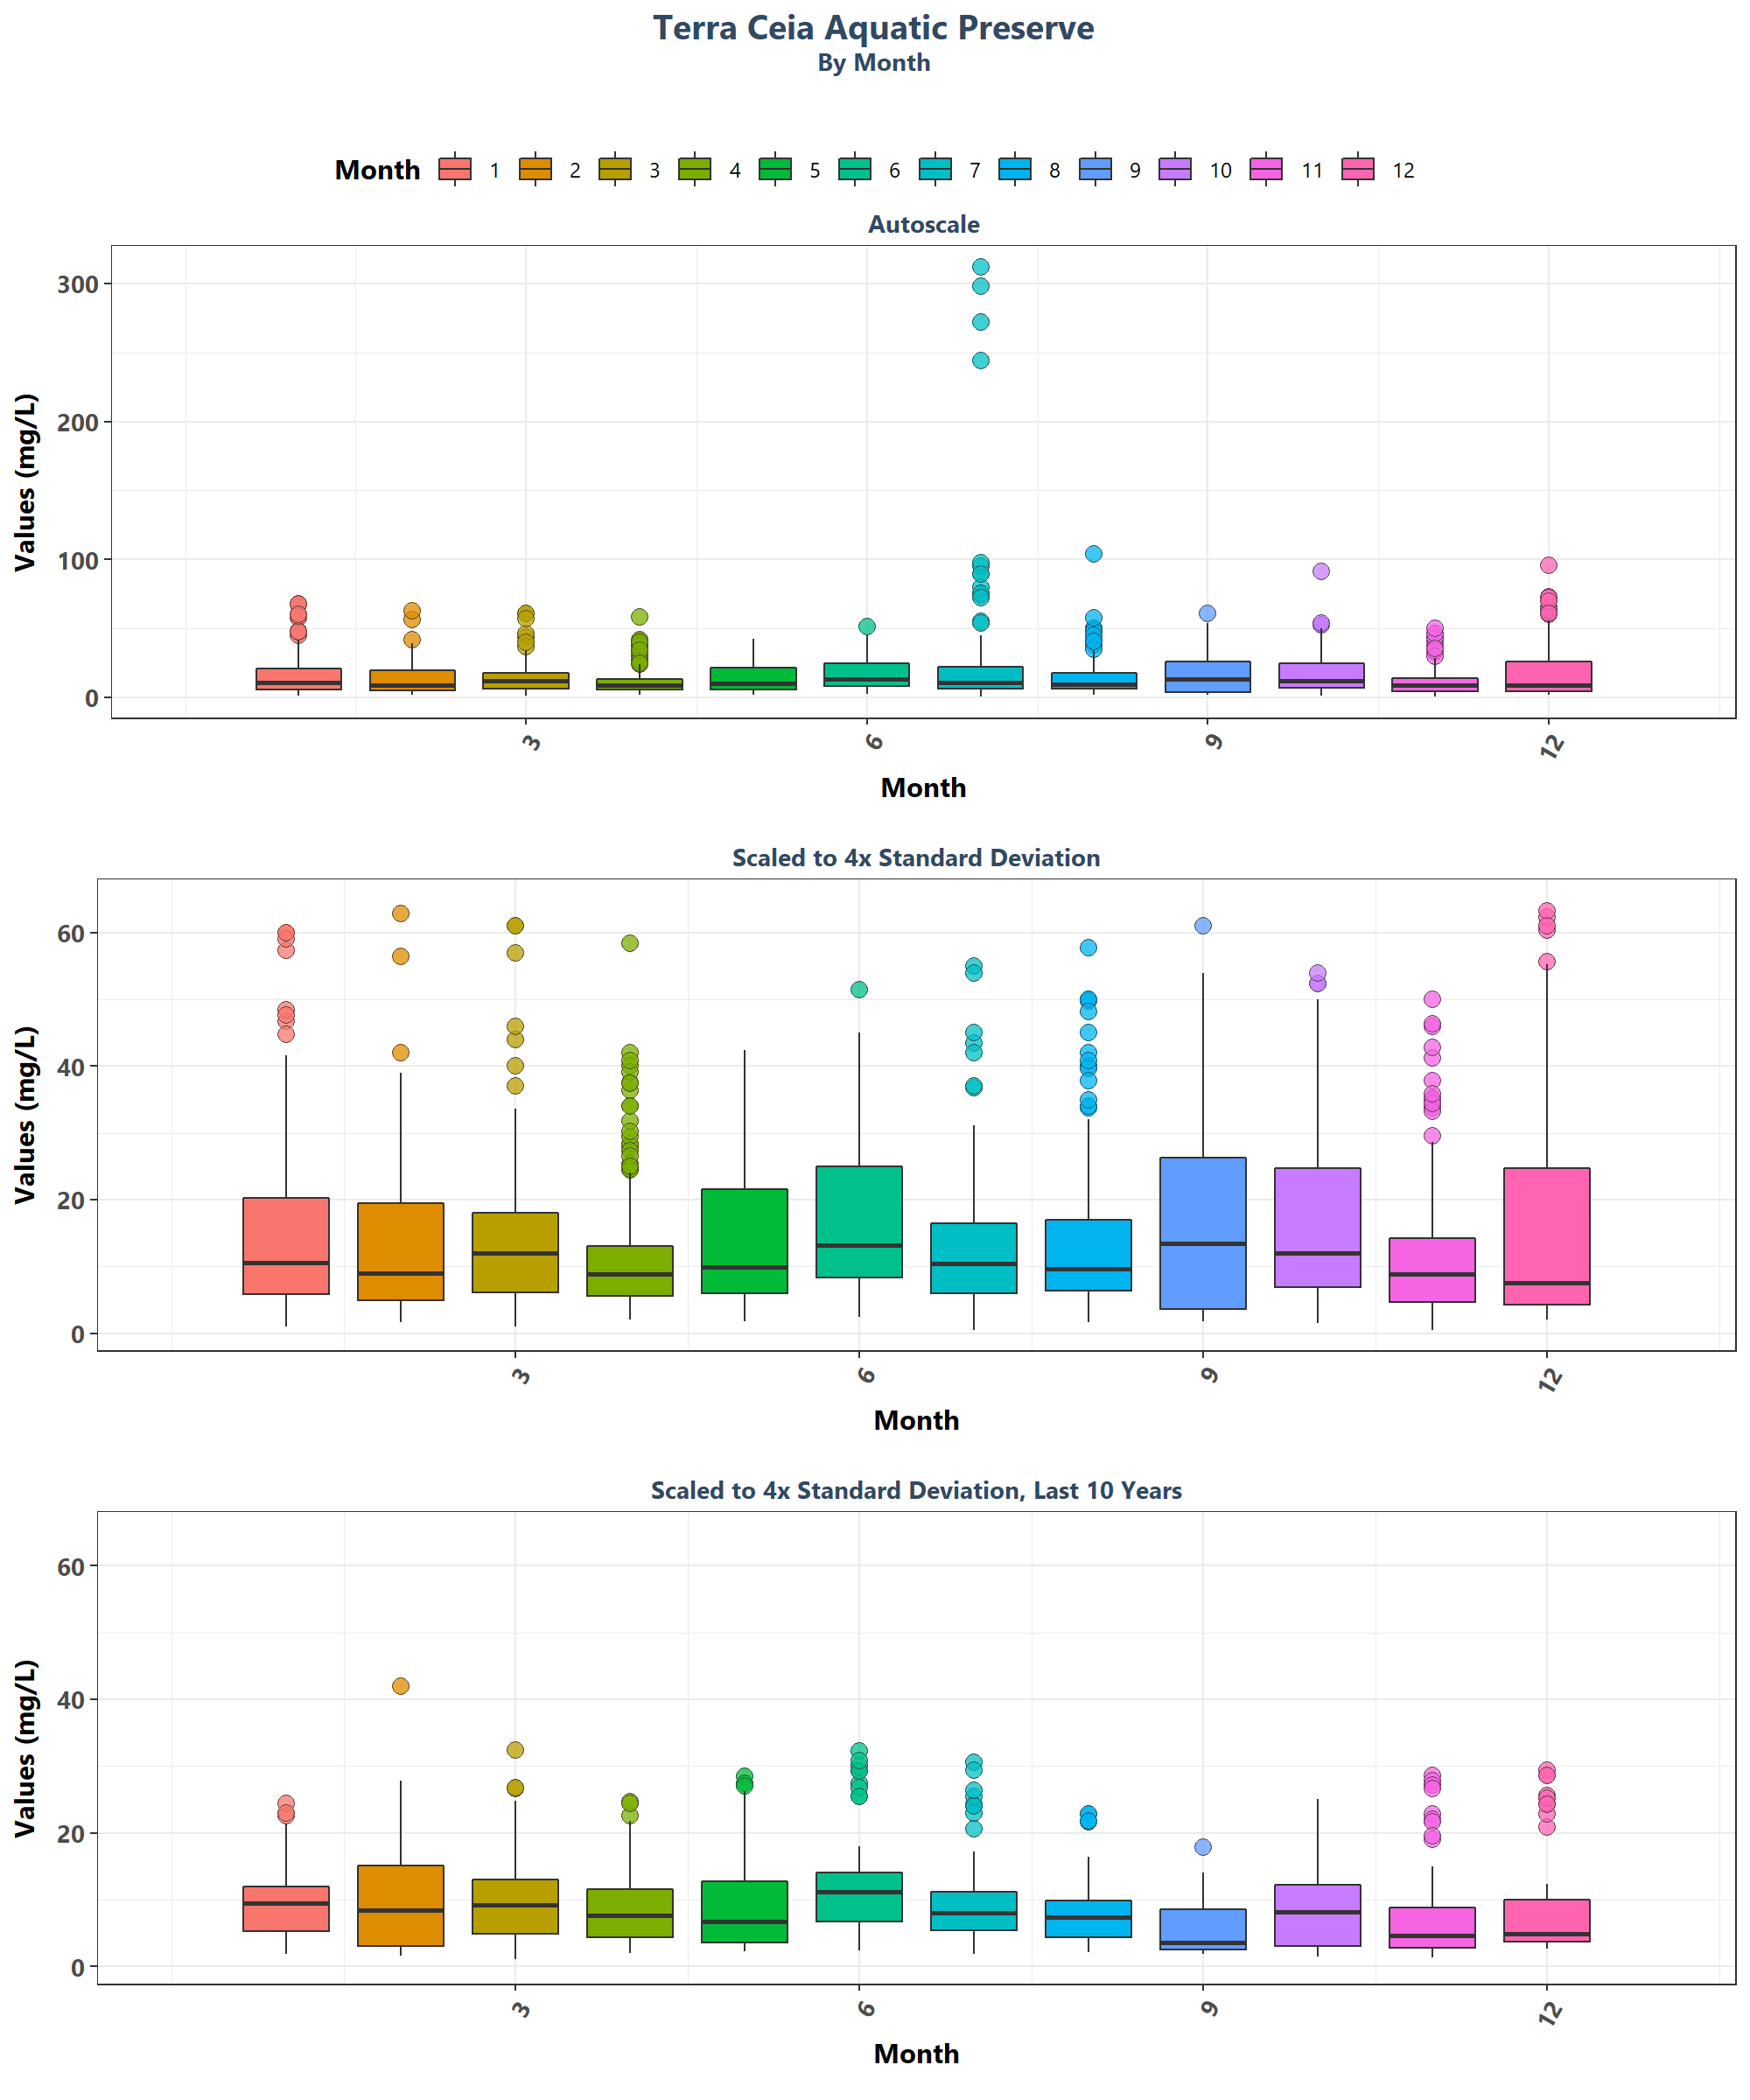 Terra Ceia Aquatic Preserve
By Month
Month 1 2 3 4 5 6 7 8 9 10 11 12
Autoscale
Values (mg/L)
300
200
100
0
3 6 9 12
Month
Scaled to 4x Standard Deviation
Values (mg/L)
60
40
20
0
3 6 9 12
Month
Scaled to 4x Standard Deviation, Last 10 Years
Values (mg/L)
60
40
20
0
3 6 9 12
Month